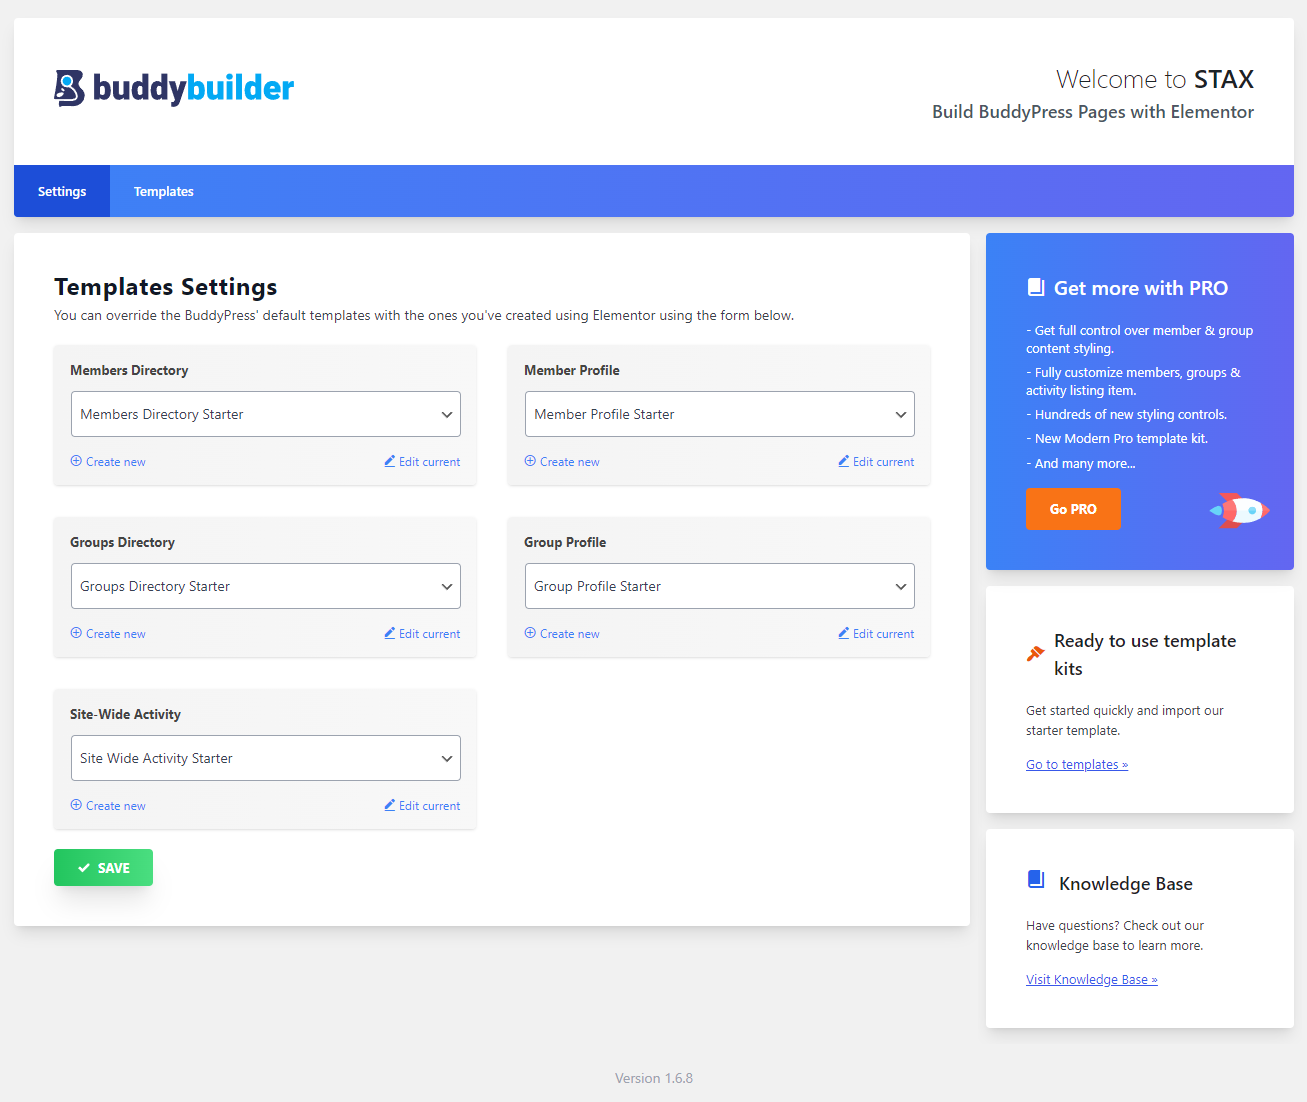 buddybuilder
Welcome to STAX
Build BuddyPress Pages with Elementor
Settings
Templates
Templates Settings
You can override the BuddyPress' default templates with the ones you've created using Elementor using the form below.
Members Directory
Members Directory Starter
Create new
Edit current
Member Profile
Member Profile Starter
Create new
Edit current
Groups Directory
Groups Directory Starter
Create new
Edit current
Group Profile
Group Profile Starter
Create new
Edit current
Site-Wide Activity
Site Wide Activity Starter
Create new
Edit current
SAVE
Get more with PRO
- Get full control over member & group
content styling.
- Fully customize members, groups &
activity listing item.
- Hundreds of new styling controls.
- New Modern Pro template kit.
- And many more...
Go PRO
Ready to use template
kits
Get started quickly and import our
starter template.
Go to templates »
Knowledge Base
Have questions? Check out our
knowledge base to learn more.
Visit Knowledge Base »
Version 1.6.8